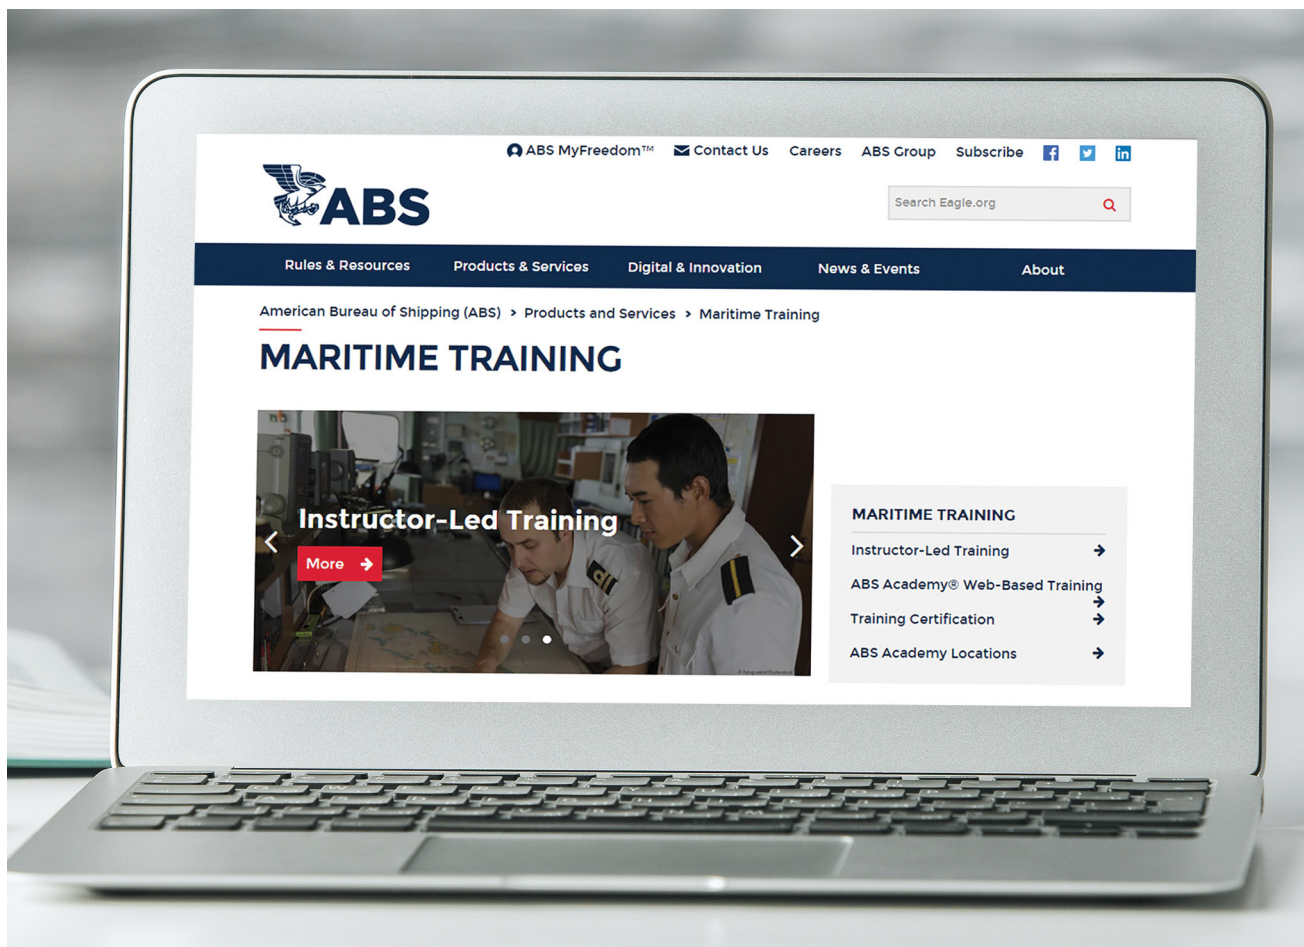 ABS MyFreedom™ Contact Us Careers ABS Group Subscribe
ABS
Search Eagle.org
Rules & Resources Products & Services Digital & Innovation News & Events About
American Bureau of Shipping (ABS) > Products and Services > Maritime Training
MARITIME TRAINING
Instructor-Led Training
More
MARITIME TRAINING
Instructor-Led Training
ABS Academy® Web-Based Training
Training Certification
ABS Academy Locations